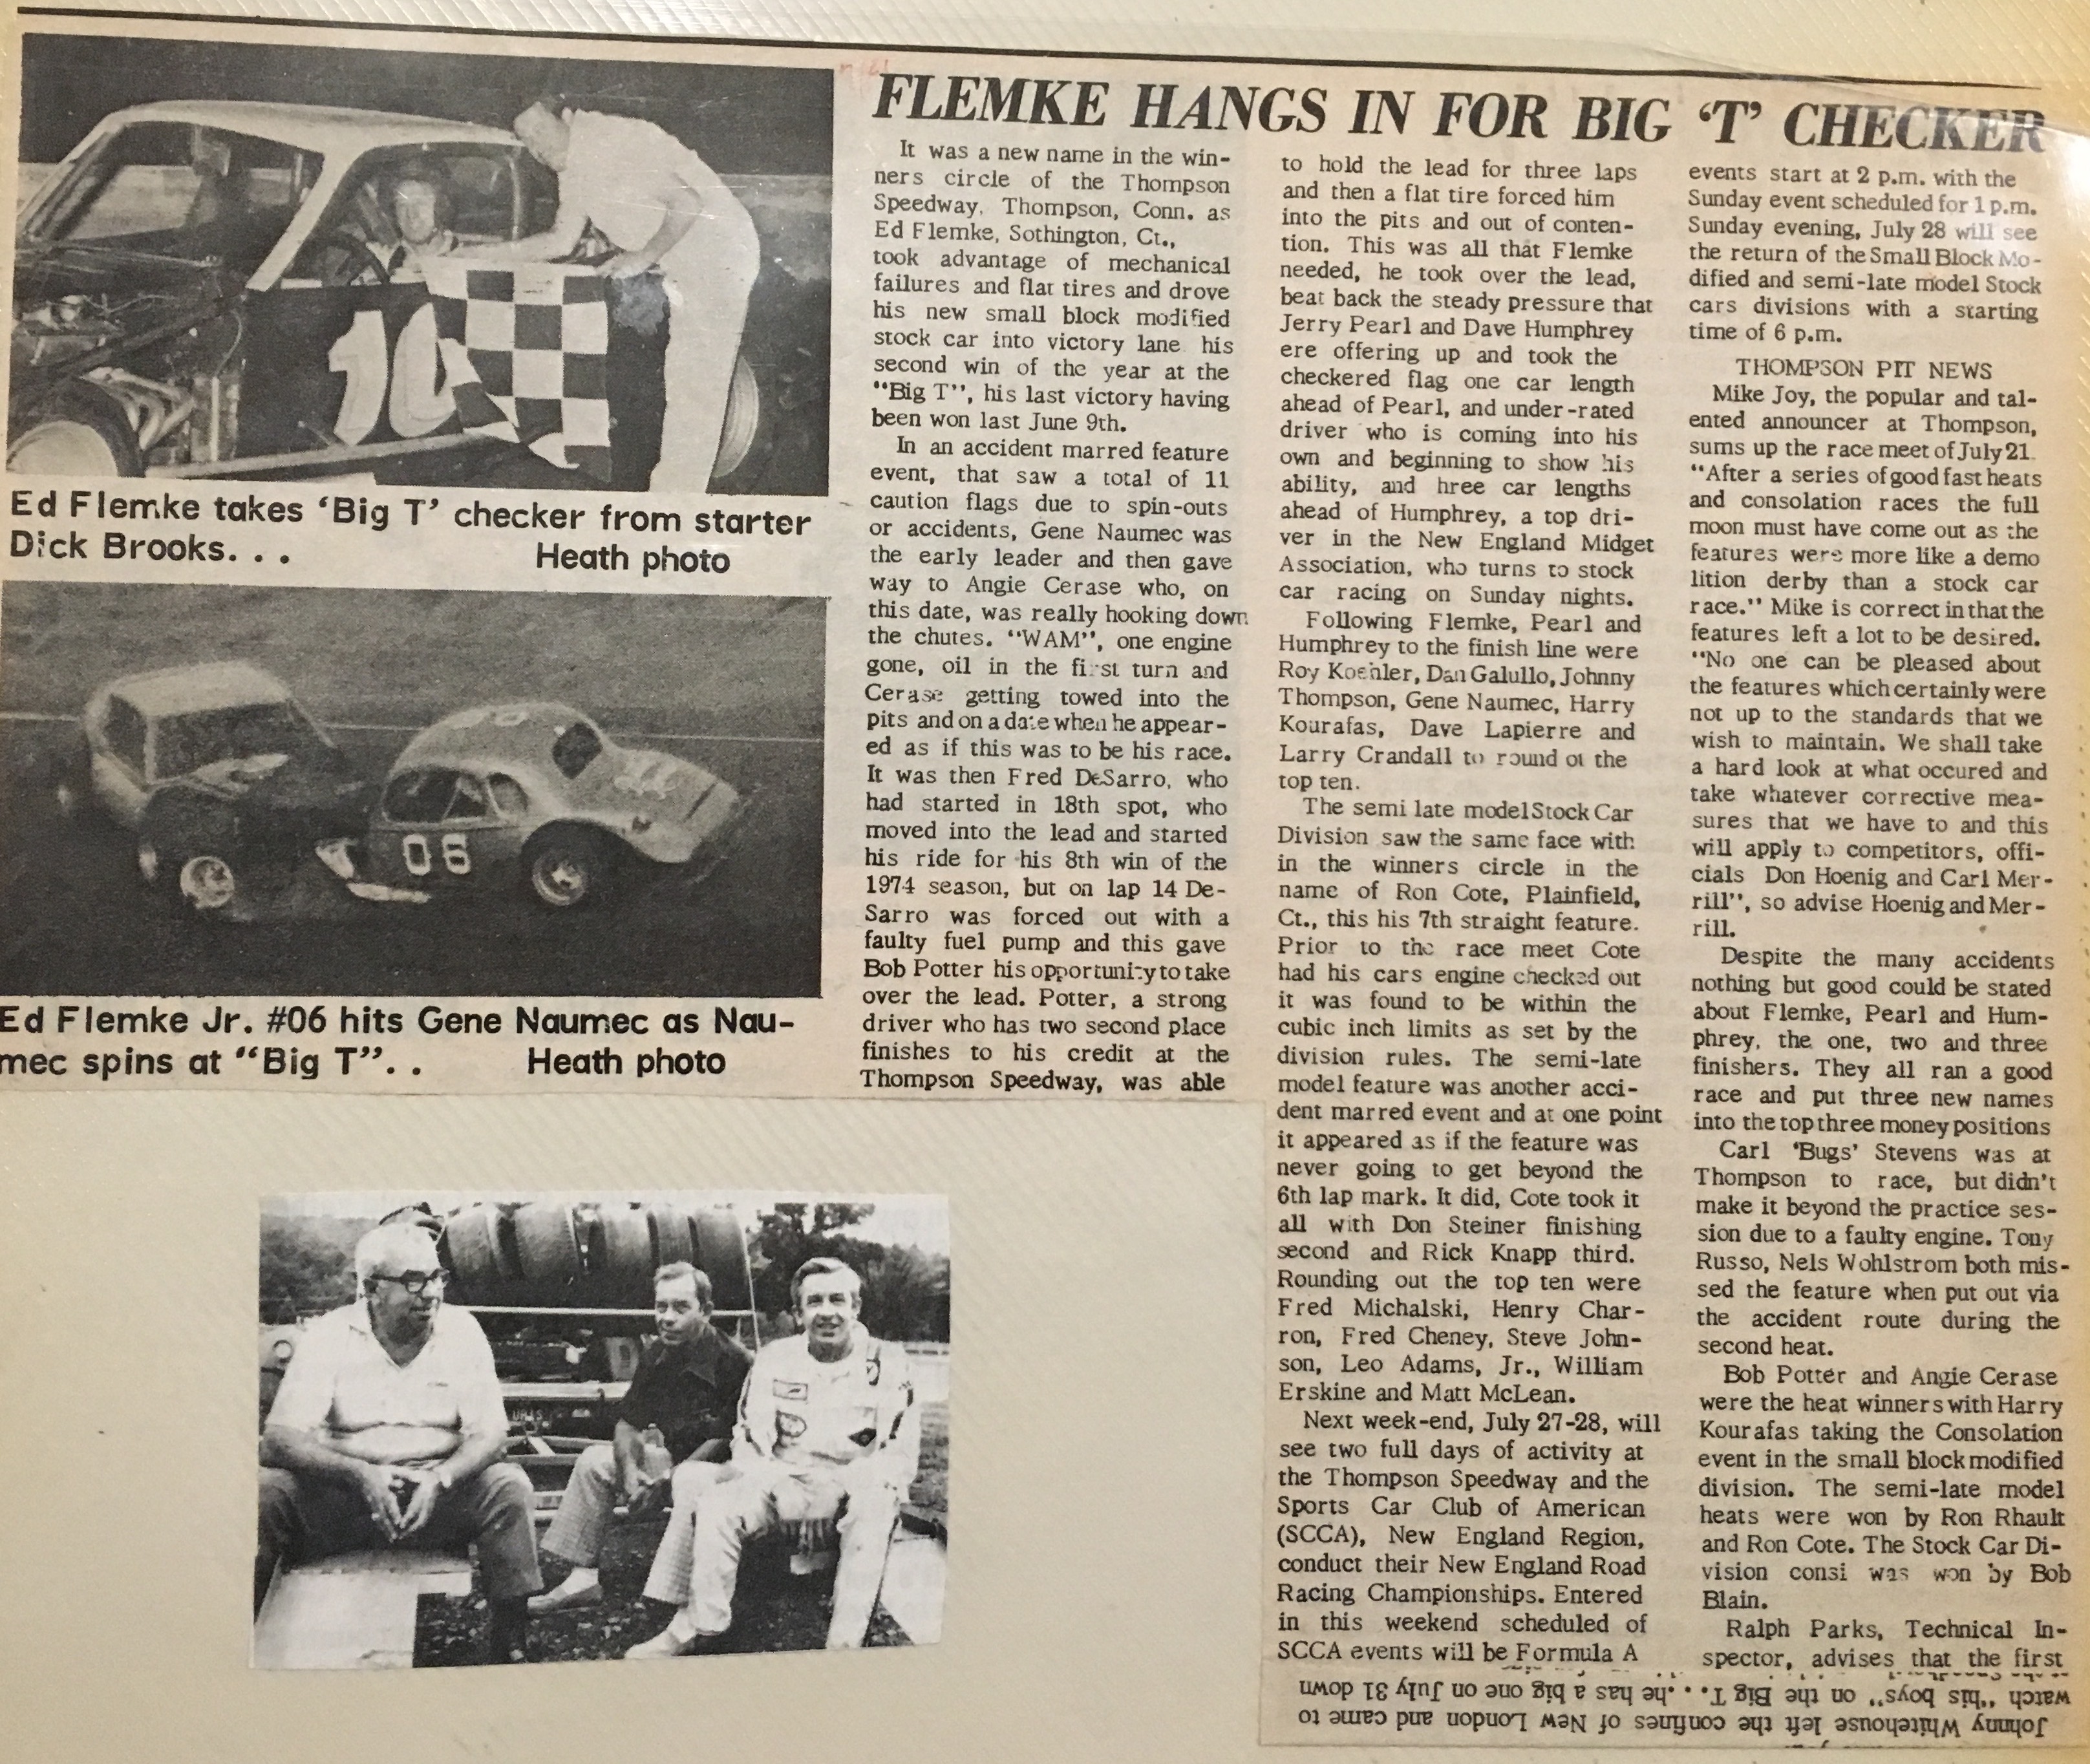 FLEMKE HANGS IN FOR BIG ‘T’ CHECKER
10
Ed Flemke takes ‘Big T’ checker from starter
Dick Brooks. . .
Heath photo
06
Ed Flemke Jr. #06 hits Gene Naumec as Nau-
mec spins at “Big T”. .
Heath photo
It was a new name in the win-
ners circle of the Thompson
Speedway, Thompson, Conn. as
Ed Flemke, Sothington, Ct.,
took advantage of mechanical
failures and flat tires and drove
his new small block modified
stock car into victory lane his
second win of the year at the
“Big T”, his last victory having
been won last June 9th.
In an accident marred feature
event, that saw a total of 11
caution flags due to spin-outs
or accidents, Gene Naumec was
the early leader and then gave
way to Angie Cerase who, on
this date, was really hooking down
the chutes. “WAM”, one engine
gone, oil in the first turn and
Cerase getting towed into the
pits and on a date when he appear-
ed as if this was to be his race.
It was then Fred DeSarro, who
had started in 18th spot, who
moved into the lead and started
his ride for his 8th win of the
1974 season, but on lap 14 De-
Sarro was forced out with a
faulty fuel pump and this gave
Bob Potter his opportunity to take
over the lead. Potter, a strong
driver who has two second place
finishes to his credit at the
Thompson Speedway, was able
to hold the lead for three laps
and then a flat tire forced him
into the pits and out of conten-
tion. This was all that Flemke
needed, he took over the lead,
beat back the steady pressure that
Jerry Pearl and Dave Humphrey
ere offering up and took the
checkered flag one car length
ahead of Pearl, and under-rated
driver who is coming into his
own and beginning to show his
ability, and hree car lengths
ahead of Humphrey, a top dri-
ver in the New England Midget
Association, who turns to stock
car racing on Sunday nights.
Following Flemke, Pearl and
Humphrey to the finish line were
Roy Koehler, Dan Galullo, Johnny
Thompson, Gene Naumec, Harry
Kourafas, Dave Lapierre and
Larry Crandall to round ot the
top ten.
The semi late model Stock Car
Division saw the same face with
in the winners circle in the
name of Ron Cote, Plainfield,
Ct., this his 7th straight feature.
Prior to the race meet Cote
had his cars engine checked out
it was found to be within the
cubic inch limits as set by the
division rules. The semi-late
model feature was another acci-
dent marred event and at one point
it appeared as if the feature was
never going to get beyond the
6th lap mark. It did, Cote took it
all with Don Steiner finishing
second and Rick Knapp third.
Rounding out the top ten were
Fred Michalski, Henry Char-
ron, Fred Cheney, Steve John-
son, Leo Adams, Jr., William
Erskine and Matt McLean.
Next week-end, July 27-28, will
see two full days of activity at
the Thompson Speedway and the
Sports Car Club of American
(SCCA), New England Region,
conduct their New England Road
Racing Championships. Entered
in this weekend scheduled of
SCCA events will be Formula A
events start at 2 p.m. with the
Sunday event scheduled for 1 p.m.
Sunday evening, July 28 will see
the return of the Small Block Mo-
dified and semi-late model Stock
cars divisions with a starting
time of 6 p.m.
THOMPSON PIT NEWS
Mike Joy, the popular and tal-
ented announcer at Thompson,
sums up the race meet of July 21.
“After a series of good fast heats
and consolation races the full
moon must have come out as the
features were more like a demo
lition derby than a stock car
race.” Mike is correct in that the
features left a lot to be desired.
“No one can be pleased about
the features which certainly were
not up to the standards that we
wish to maintain. We shall take
a hard look at what occured and
take whatever corrective mea-
sures that we have to and this
will apply to competitors, offi-
cials Don Hoenig and Carl Mer-
rill”, so advise Hoenig and Mer-
rill.
Despite the many accidents
nothing but good could be stated
about Flemke, Pearl and Hum-
phrey, the one, two and three
finishers. They all ran a good
race and put three new names
into the top three money positions
Carl ‘Bugs’ Stevens was at
Thompson to race, but didn’t
make it beyond the practice ses-
sion due to a faulty engine. Tony
Russo, Nels Wohlstrom both mis-
sed the feature when put out via
the accident route during the
second heat.
Bob Potter and Angie Cerase
were the heat winners with Harry
Kourafas taking the Consolation
event in the small block modified
division. The semi-late model
heats were won by Ron Rhault
and Ron Cote. The Stock Car Di-
vision consi was won by Bob
Blain.
Ralph Parks, Technical In-
spector, advises that the first
Johnny Whitehouse left the confines of New London and came to
watch “his boys” on the Big T. . .he has a big one on July 31 down